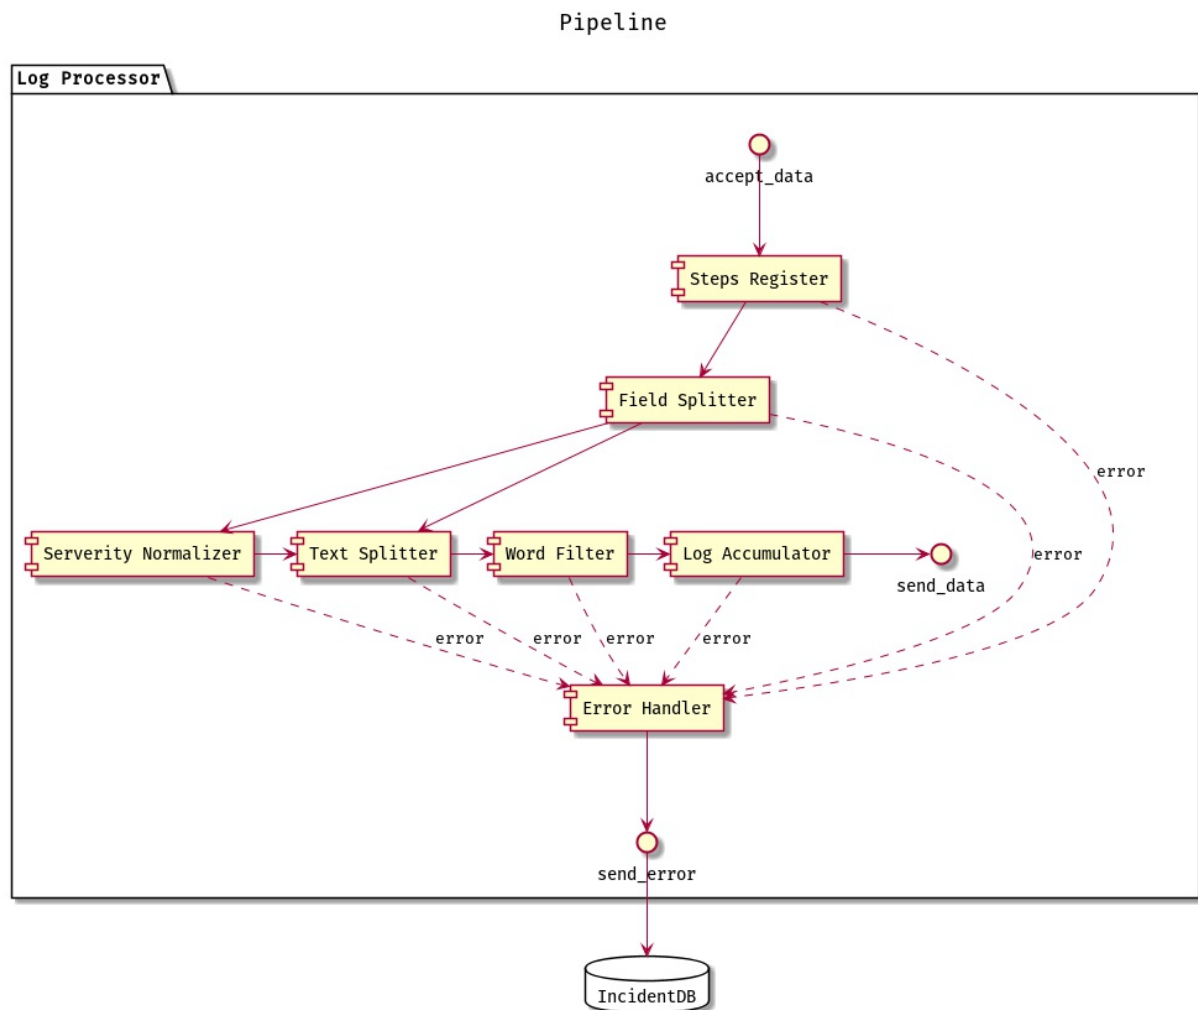 Pipeline
Log Processor
accept_data
Steps Register
Field Splitter
error
Serverity Normalizer
Text Splitter
Word Filter
Log Accumulator
error
send_data
error
error
error
error
Error Handler
send_error
IncidentDB